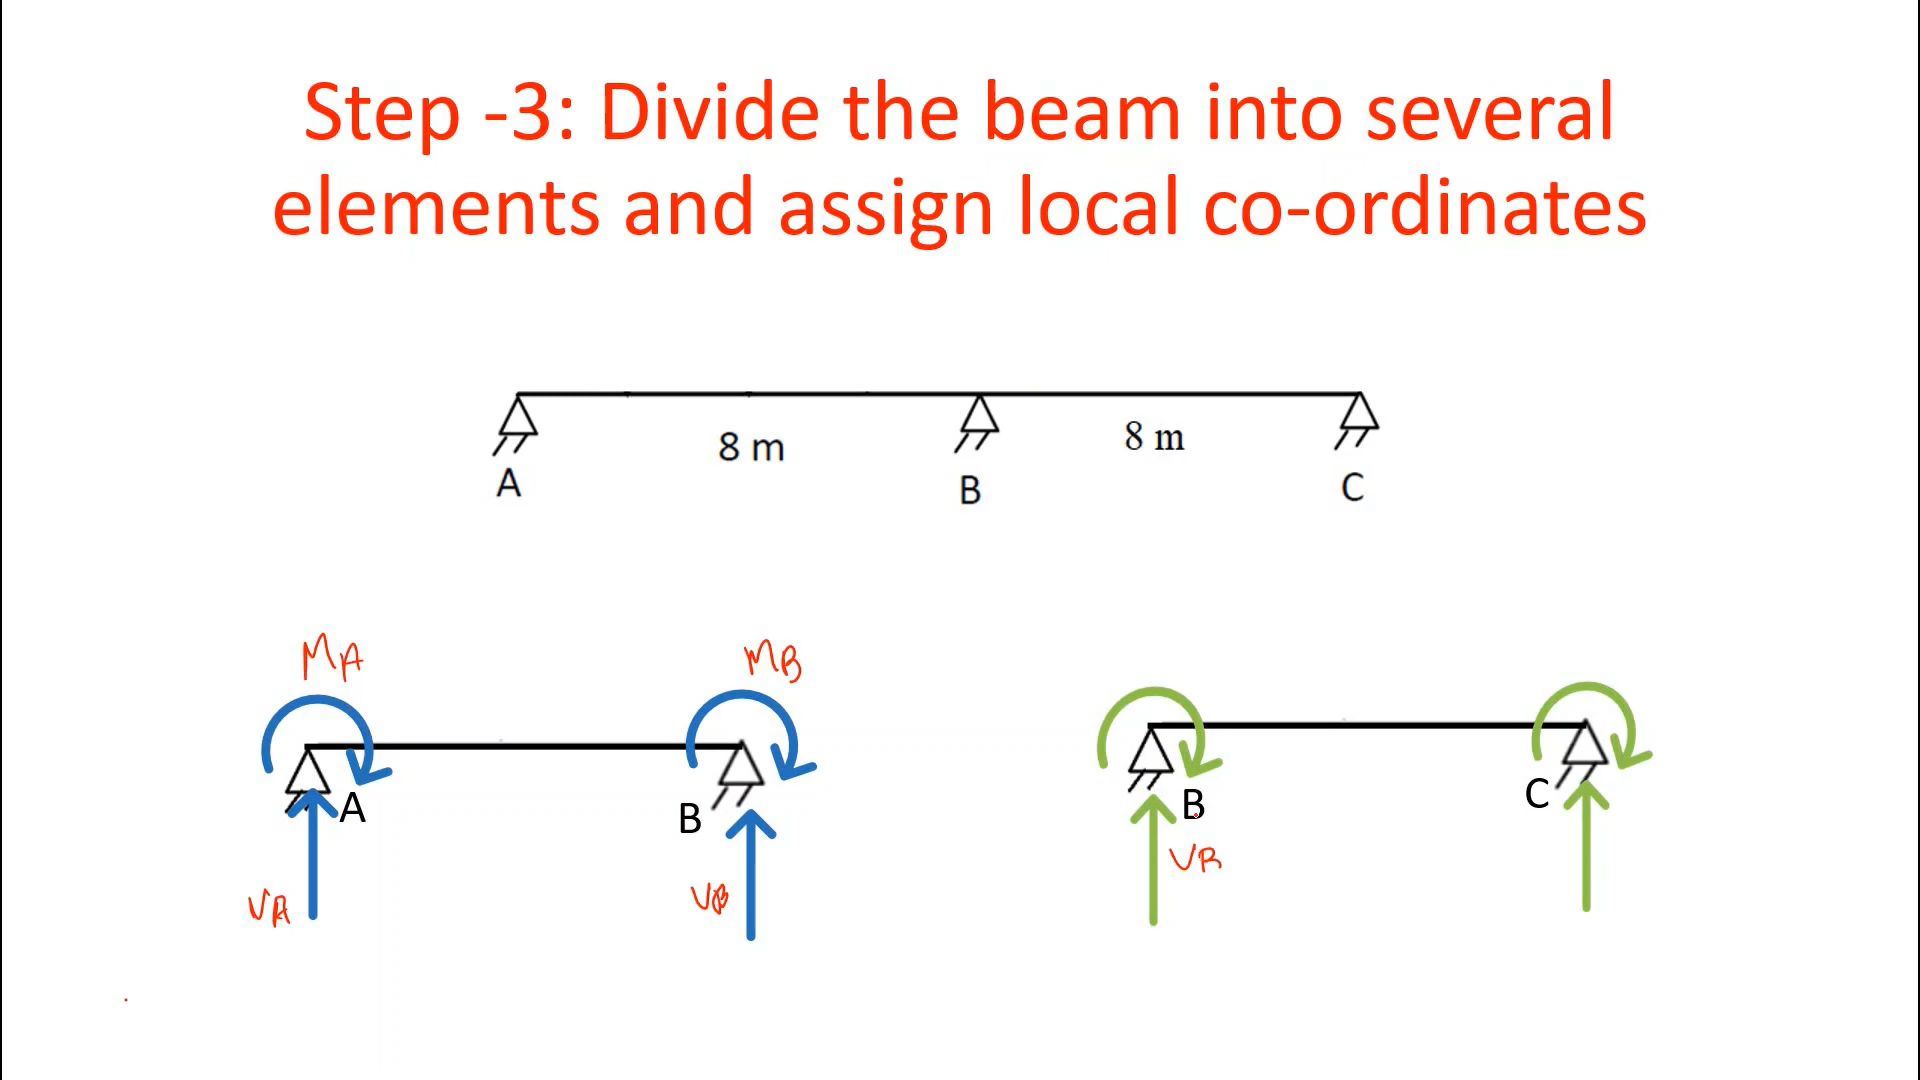 Step -3: Divide the beam into several
elements and assign local co-ordinates
8 m
8 m
A
B
C
MA
MB
A
B
B
C
VA
VB
VB